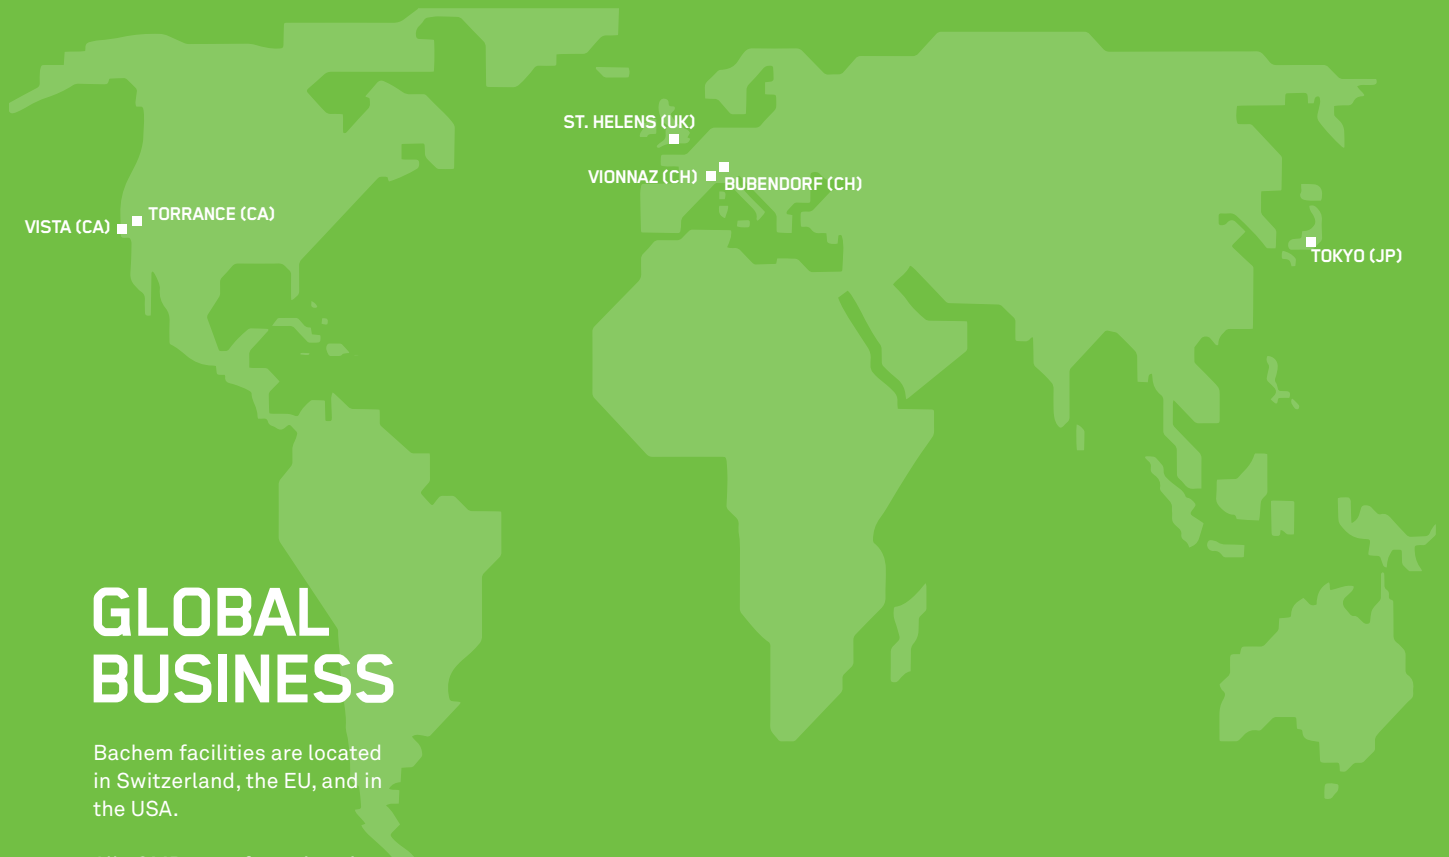 ST. HELENS (UK)
VIONNAZ (CH)
BUBENDORF (CH)
VISTA (CA)
TORRANCE (CA)
TOKYO (JP)
GLOBAL
BUSINESS
Bachem facilities are located
in Switzerland, the EU, and in
the USA.